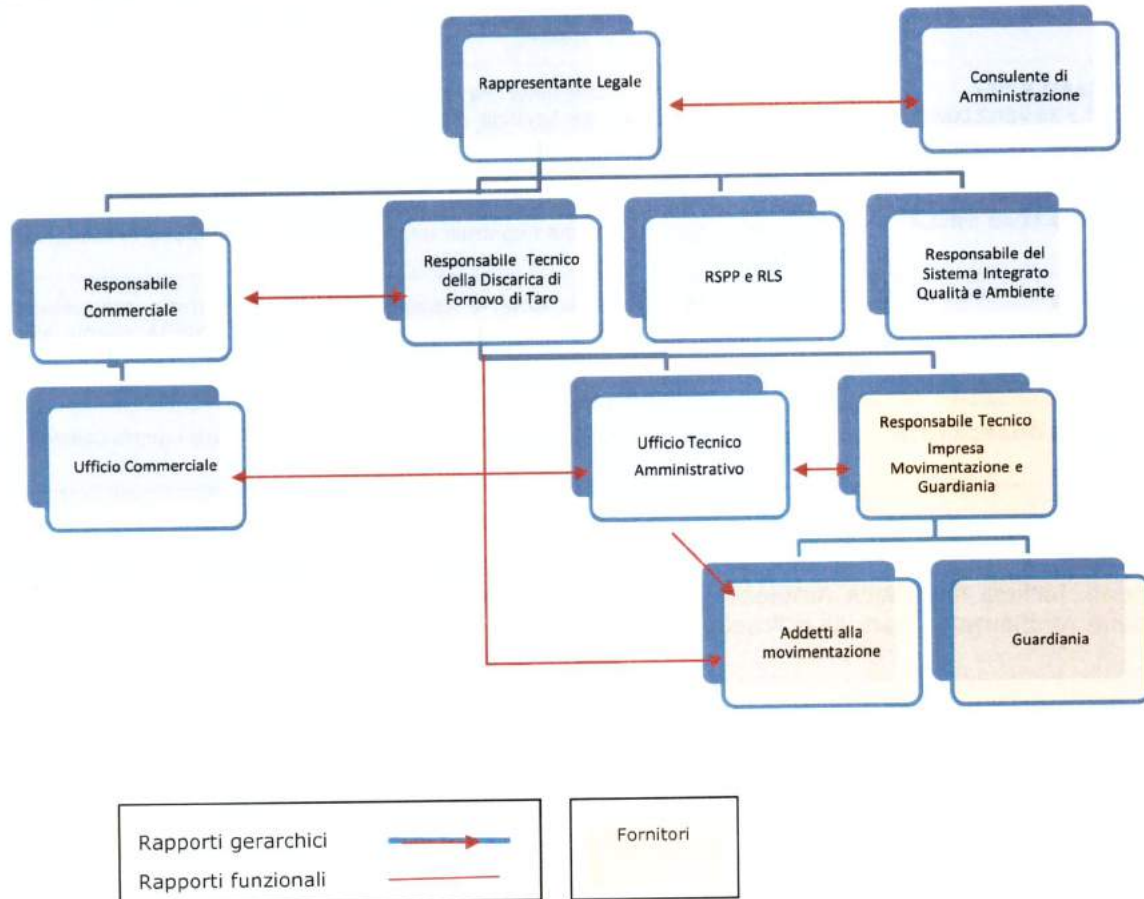 Rappresentante Legale
Consulente di
Amministrazione
Responsabile
Commerciale
Responsabile Tecnico
della Discarica di
Fornovo di Taro
RSPP e RLS
Responsabile del
Sistema Integrato
Qualità e Ambiente
Ufficio Commerciale
Ufficio Tecnico
Amministrativo
Responsabile Tecnico
Impresa
Movimentazione e
Guardiania
Addetti alla
movimentazione
Guardiania
Rapporti gerarchici
Rapporti funzionali
Fornitori